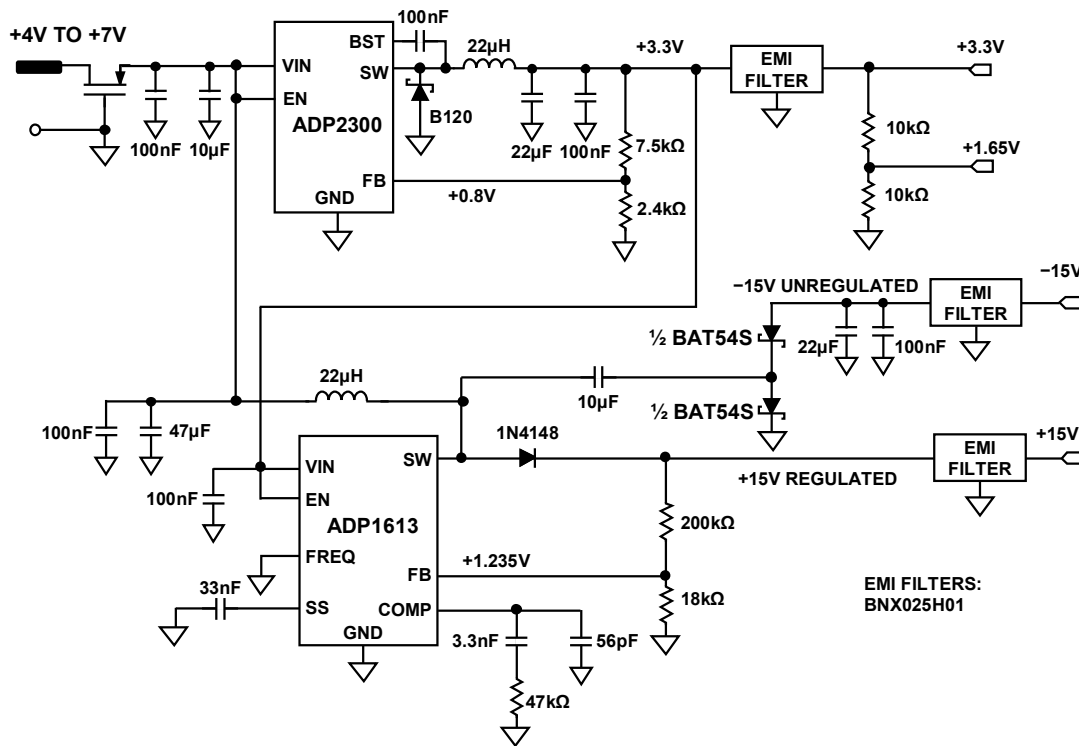 +4V TO +7V
100nF
10µF
VIN
EN
ADP2300
GND
BST
SW
FB
100nF
22µH
B120
+3.3V
22µF
100nF
7.5kΩ
+0.8V
2.4kΩ
EMI
FILTER
+3.3V
10kΩ
+1.65V
10kΩ
−15V UNREGULATED
EMI
FILTER
−15V
½ BAT54S
22µF
100nF
10µF
½ BAT54S
22µH
100nF
47µF
1N4148
+15V REGULATED
EMI
FILTER
+15V
100nF
VIN
EN
SW
ADP1613
FREQ
FB
33nF
SS
COMP
GND
+1.235V
200kΩ
18kΩ
3.3nF
56pF
47kΩ
EMI FILTERS:
BNX025H01